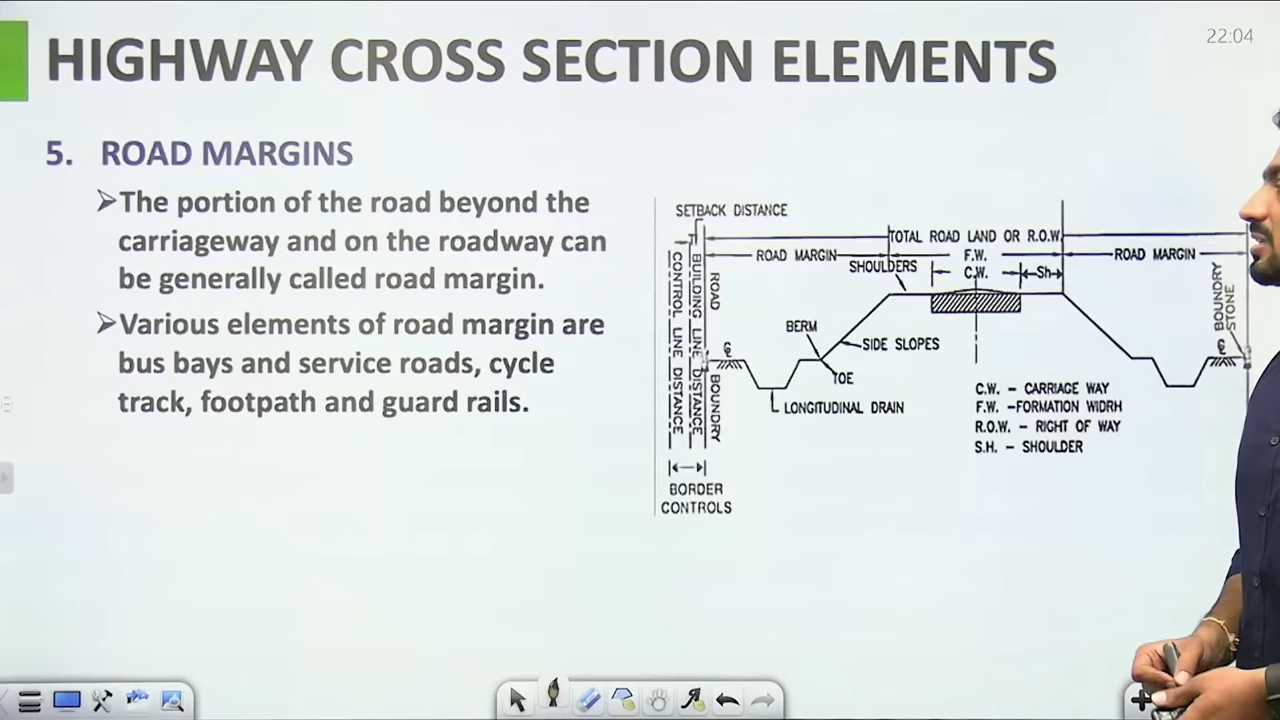 22:04
HIGHWAY CROSS SECTION ELEMENTS
5. ROAD MARGINS
➢The portion of the road beyond the
carriageway and on the roadway can
be generally called road margin.
➢Various elements of road margin are
bus bays and service roads, cycle
track, footpath and guard rails.
SETBACK DISTANCE
TOTAL ROAD LAND OR R.O.W.
ROAD MARGIN
F.W.
ROAD MARGIN
SHOULDERS
C.W.
Sh
CONTROL LINE DISTANCE
BUILDING LINE DISTANCE
ROAD BOUNDRY
BOUNDRY
STONE
BERM
SIDE SLOPES
TOE
LONGITUDINAL DRAIN
C.W. - CARRIAGE WAY
F.W. -FORMATION WIDRH
R.O.W. - RIGHT OF WAY
S.H. - SHOULDER
BORDER
CONTROLS